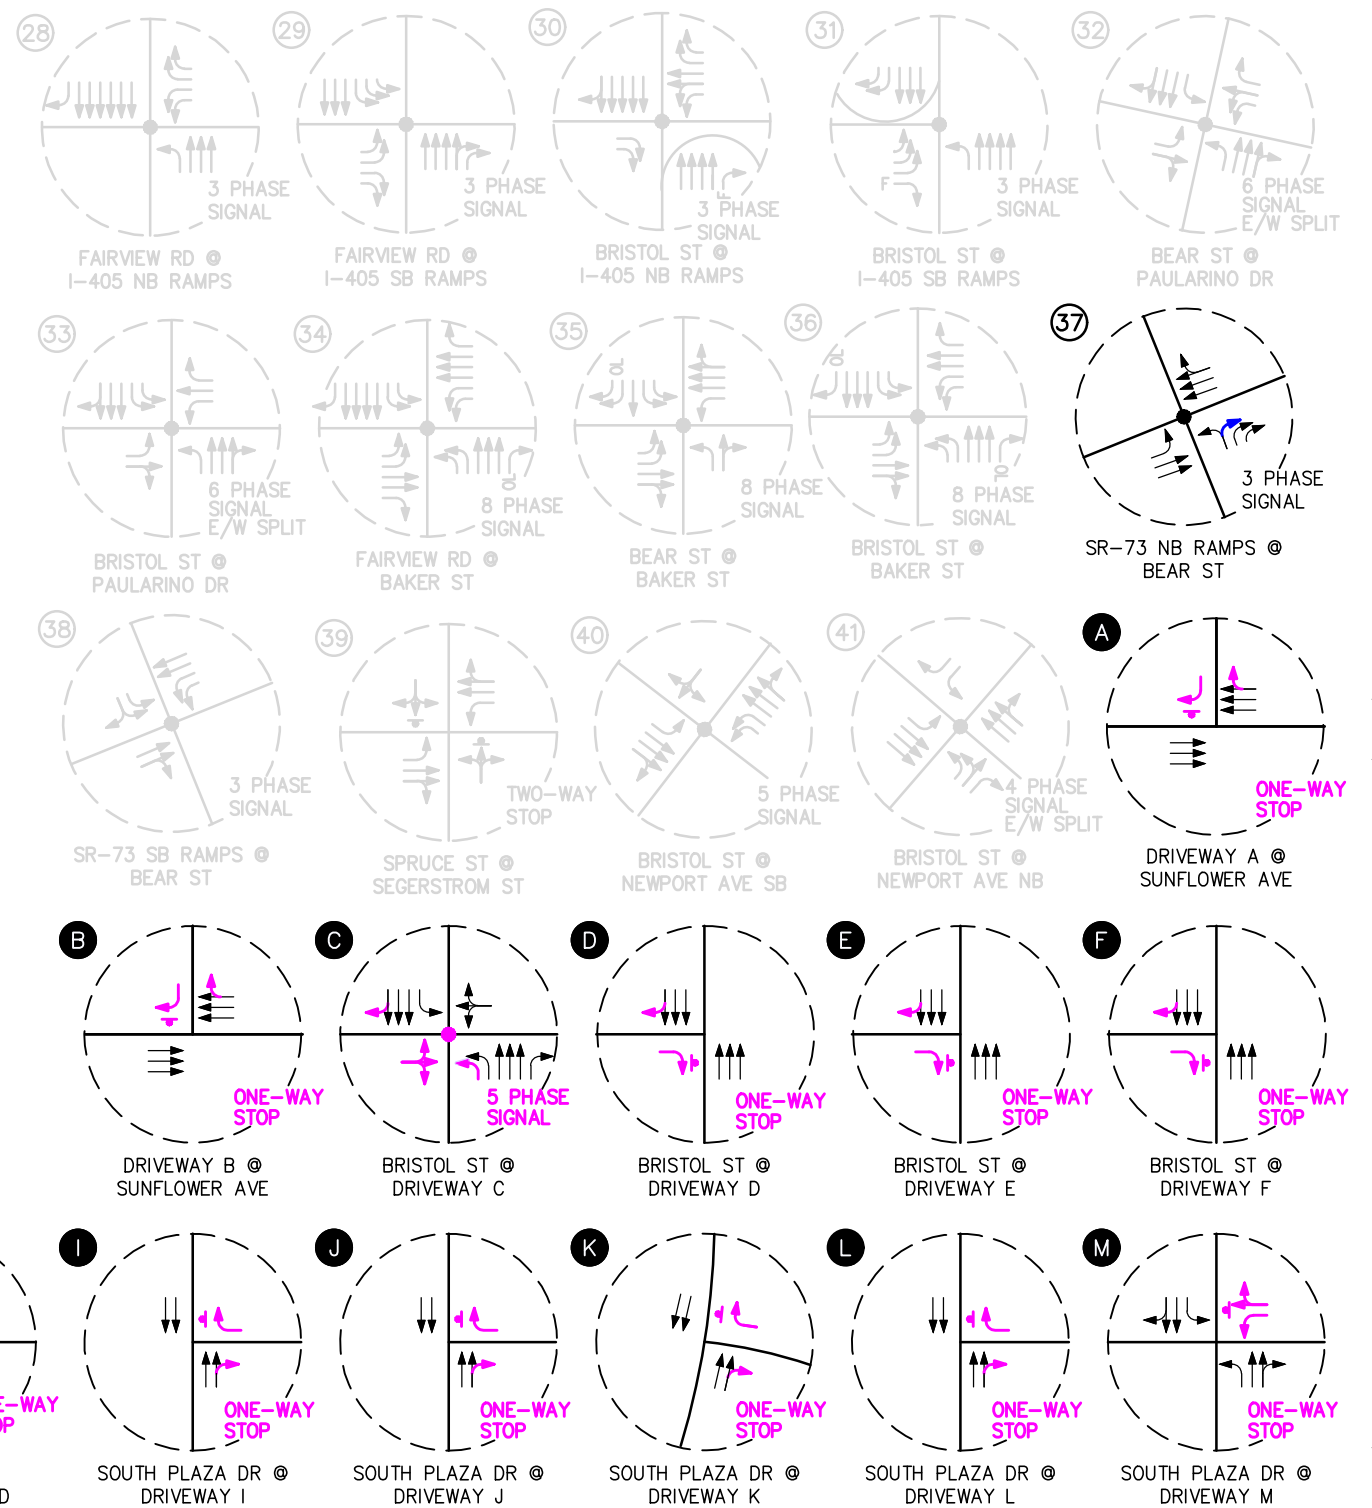 28
29
30
31
32
3 PHASE
SIGNAL
3 PHASE
SIGNAL
F
3 PHASE
SIGNAL
F
3 PHASE
SIGNAL
6 PHASE
SIGNAL
E/W SPLIT
FAIRVIEW RD @
I-405 NB RAMPS
FAIRVIEW RD @
I-405 SB RAMPS
BRISTOL ST @
I-405 NB RAMPS
BRISTOL ST @
I-405 SB RAMPS
BEAR ST @
PAULARINO DR
33
34
35
36
37
6 PHASE
SIGNAL
E/W SPLIT
OL
8 PHASE
SIGNAL
OL
8 PHASE
SIGNAL
OL
OL
8 PHASE
SIGNAL
3 PHASE
SIGNAL
BRISTOL ST @
PAULARINO DR
FAIRVIEW RD @
BAKER ST
BEAR ST @
BAKER ST
BRISTOL ST @
BAKER ST
SR-73 NB RAMPS @
BEAR ST
38
39
40
41
A
3 PHASE
SIGNAL
TWO-WAY
STOP
5 PHASE
SIGNAL
4 PHASE
SIGNAL
E/W SPLIT
ONE-WAY
STOP
SR-73 SB RAMPS @
BEAR ST
SPRUCE ST @
SEGERSTROM ST
BRISTOL ST @
NEWPORT AVE SB
BRISTOL ST @
NEWPORT AVE NB
DRIVEWAY A @
SUNFLOWER AVE
B
C
D
E
F
ONE-WAY
STOP
5 PHASE
SIGNAL
ONE-WAY
STOP
ONE-WAY
STOP
ONE-WAY
STOP
DRIVEWAY B @
SUNFLOWER AVE
BRISTOL ST @
DRIVEWAY C
BRISTOL ST @
DRIVEWAY D
BRISTOL ST @
DRIVEWAY E
BRISTOL ST @
DRIVEWAY F
I
J
K
L
M
E-WAY
OP
ONE-WAY
STOP
ONE-WAY
STOP
ONE-WAY
STOP
ONE-WAY
STOP
ONE-WAY
STOP
D
SOUTH PLAZA DR @
DRIVEWAY I
SOUTH PLAZA DR @
DRIVEWAY J
SOUTH PLAZA DR @
DRIVEWAY K
SOUTH PLAZA DR @
DRIVEWAY L
SOUTH PLAZA DR @
DRIVEWAY M